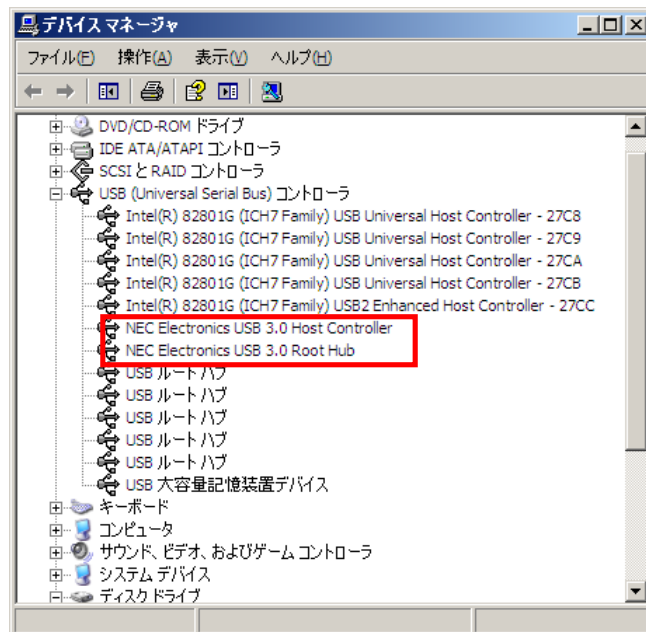 デバイス マネージャ
ファイル(F) 操作(A) 表示(V) ヘルプ(H)
DVD/CD-ROM ドライブ
IDE ATA/ATAPI コントローラ
SCSI と RAID コントローラ
USB (Universal Serial Bus) コントローラ
Intel(R) 82801G (ICH7 Family) USB Universal Host Controller - 27C8
Intel(R) 82801G (ICH7 Family) USB Universal Host Controller - 27C9
Intel(R) 82801G (ICH7 Family) USB Universal Host Controller - 27CA
Intel(R) 82801G (ICH7 Family) USB Universal Host Controller - 27CB
Intel(R) 82801G (ICH7 Family) USB2 Enhanced Host Controller - 27CC
NEC Electronics USB 3.0 Host Controller
NEC Electronics USB 3.0 Root Hub
USB ルート ハブ
USB ルート ハブ
USB ルート ハブ
USB ルート ハブ
USB ルート ハブ
USB 大容量記憶装置デバイス
キーボード
コンピュータ
サウンド、ビデオ、およびゲーム コントローラ
システム デバイス
ディスク ドライブ